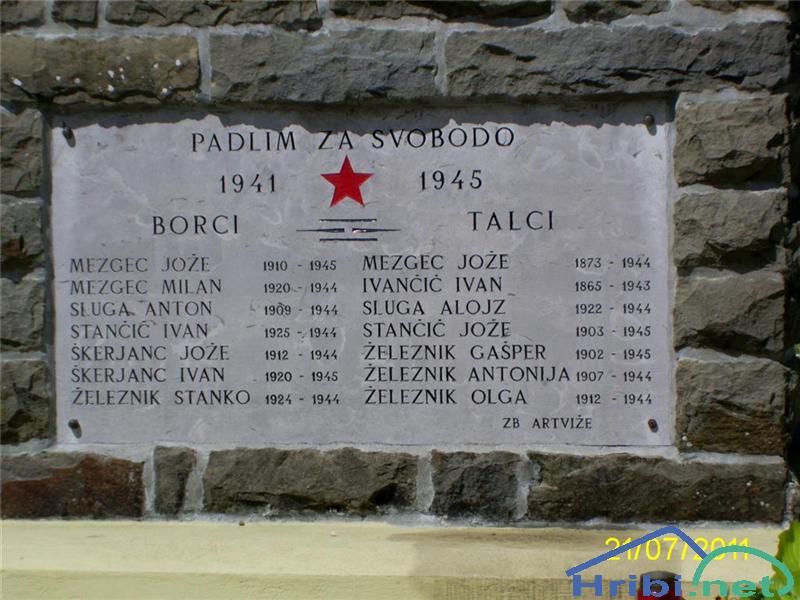 PADLIM ZA SVOBODO
1941 1945
BORCI TALCI
MEZGEC JOŽE 1910 - 1945 MEZGEC JOŽE 1873 - 1944
MEZGEC MILAN 1920 - 1944 IVANČIČ IVAN 1865 - 1943
SLUGA ANTON 1909 - 1944 SLUGA ALOJZ 1922 - 1944
STANČIČ IVAN 1925 - 1944 STANČIČ JOŽE 1903 - 1945
ŠKERJANC JOŽE 1912 - 1944 ŽELEZNIK GAŠPER 1902 - 1945
ŠKERJANC IVAN 1920 - 1945 ŽELEZNIK ANTONIJA 1907 - 1944
ŽELEZNIK STANKO 1924 - 1944 ŽELEZNIK OLGA 1912 - 1944
ZB ARTVIŽE
21/07/2011
Hribi.net